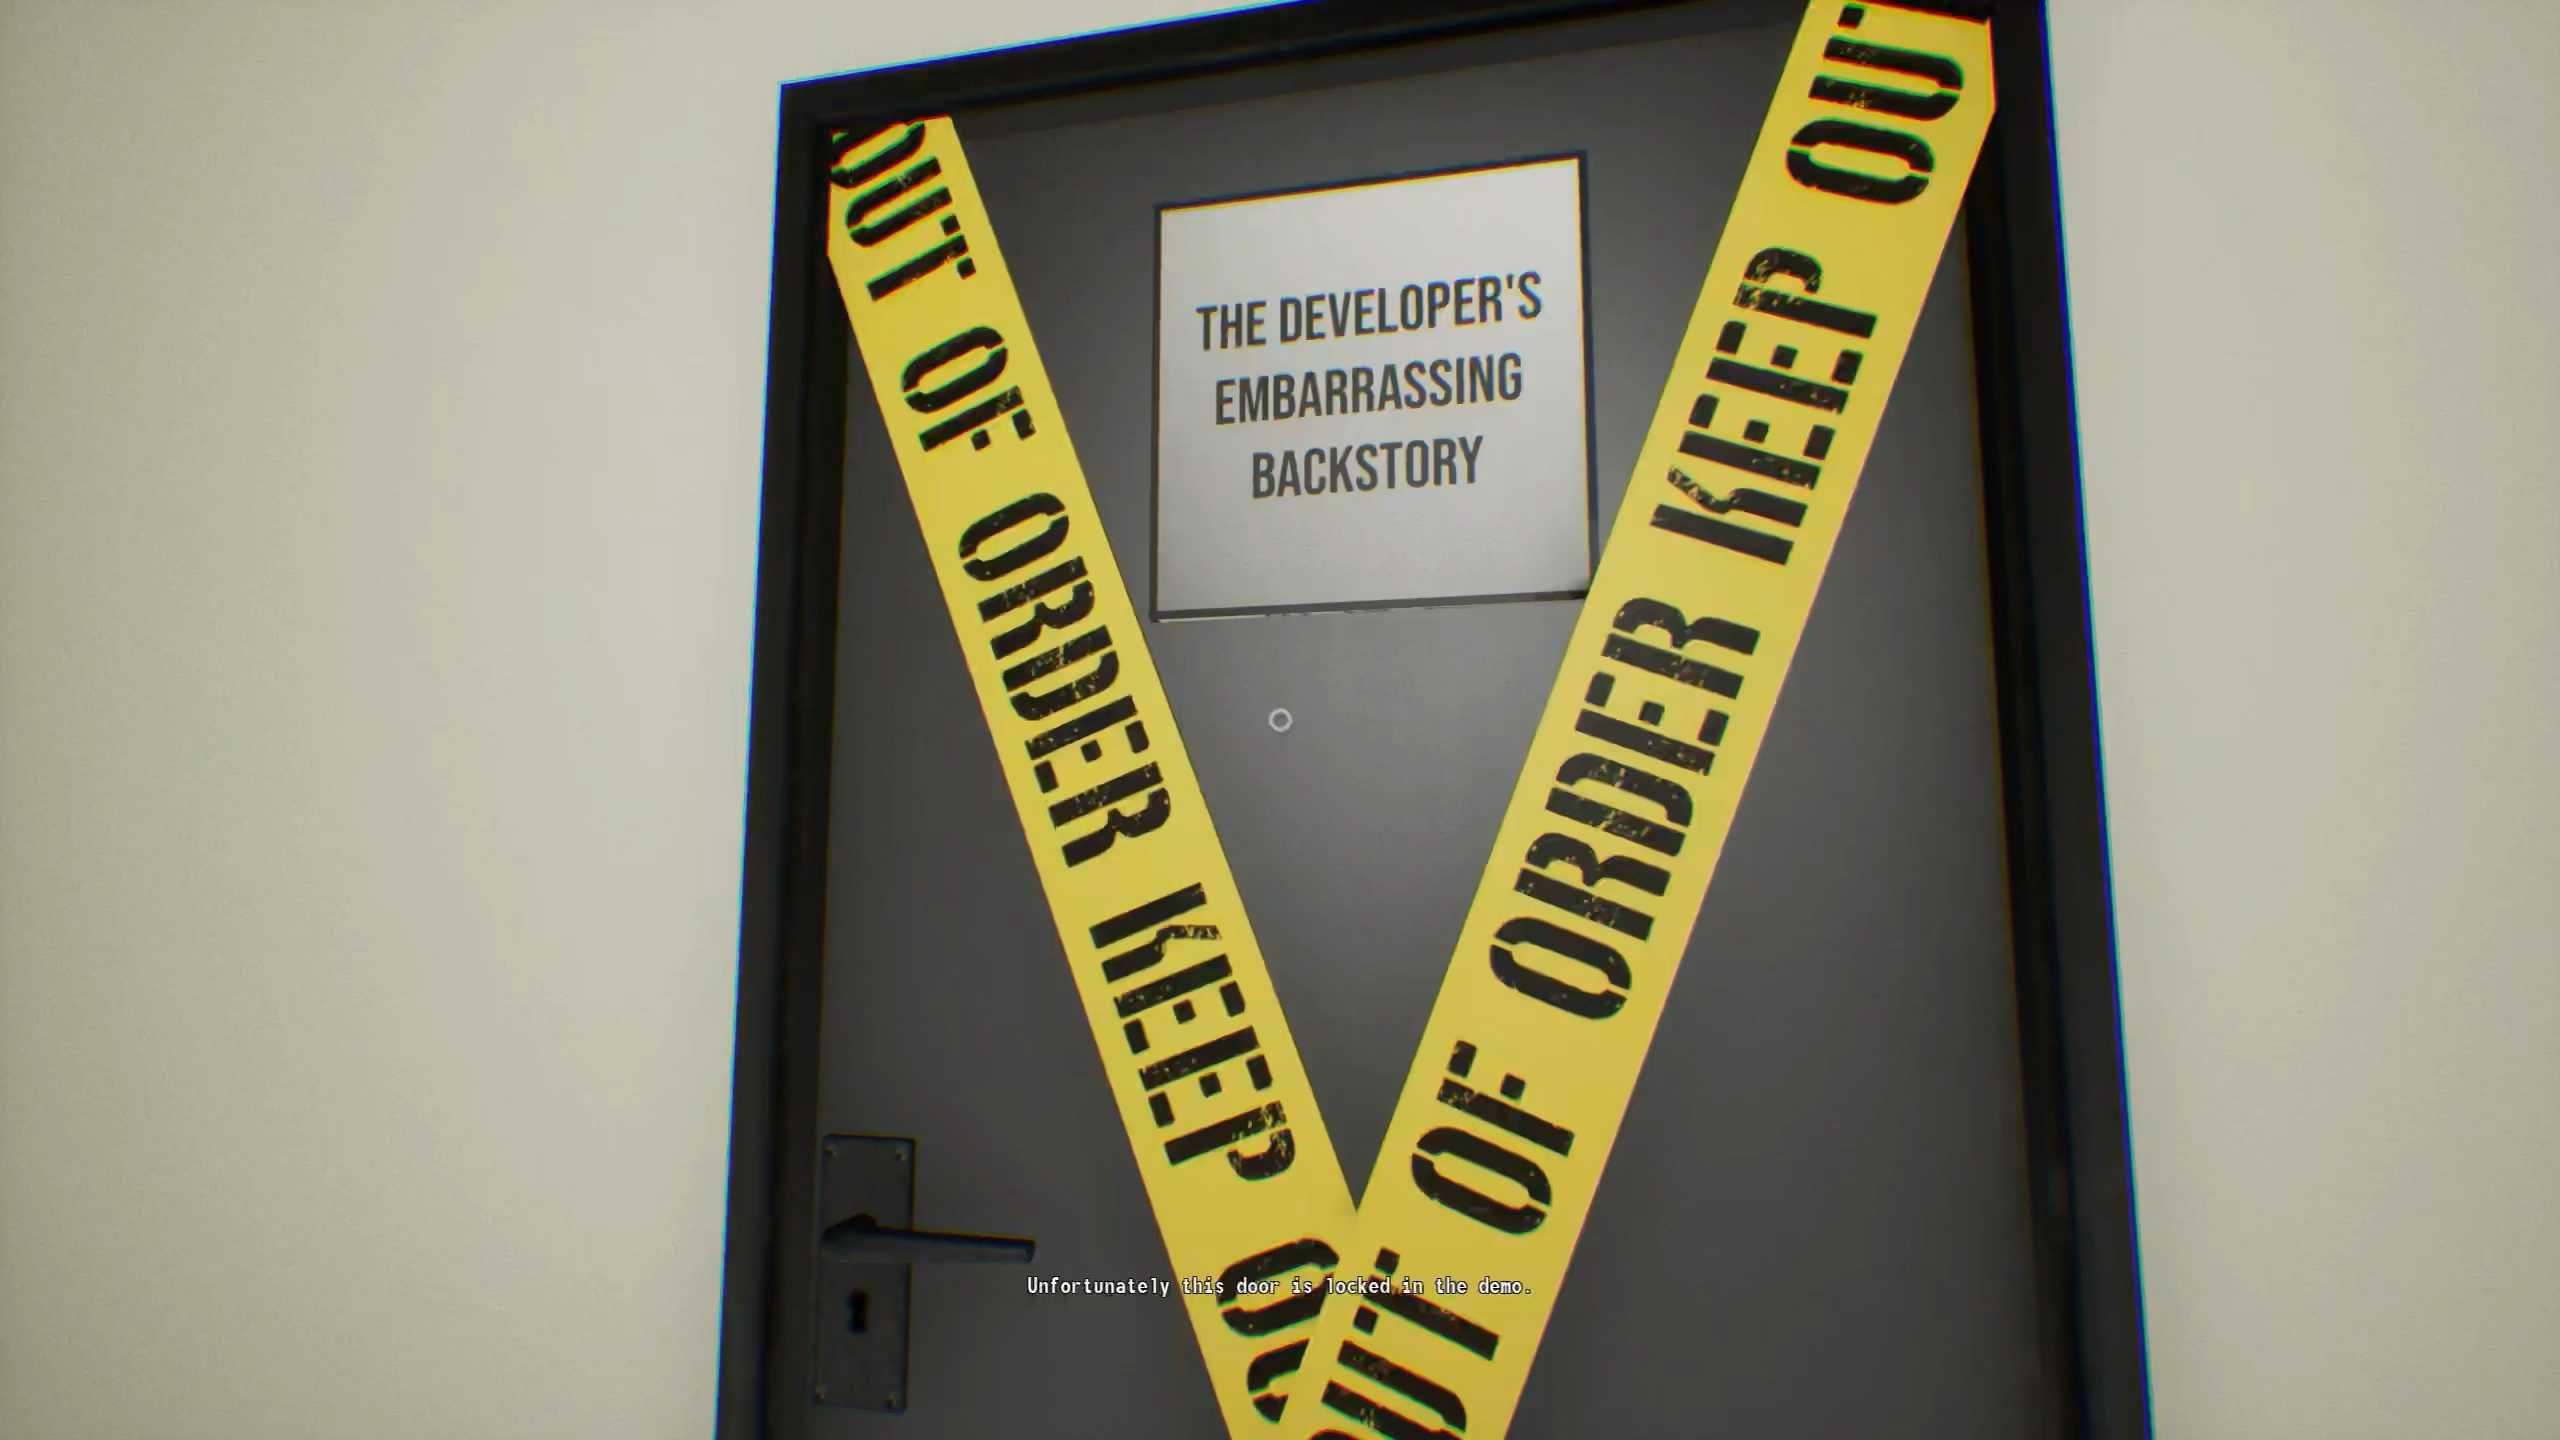 THE DEVELOPER'S
EMBARRASSING
BACKSTORY
OUT OF ORDER KEEP OU
OUT OF ORDER KEEP OUT
Unfortunately this door is locked in the demo.